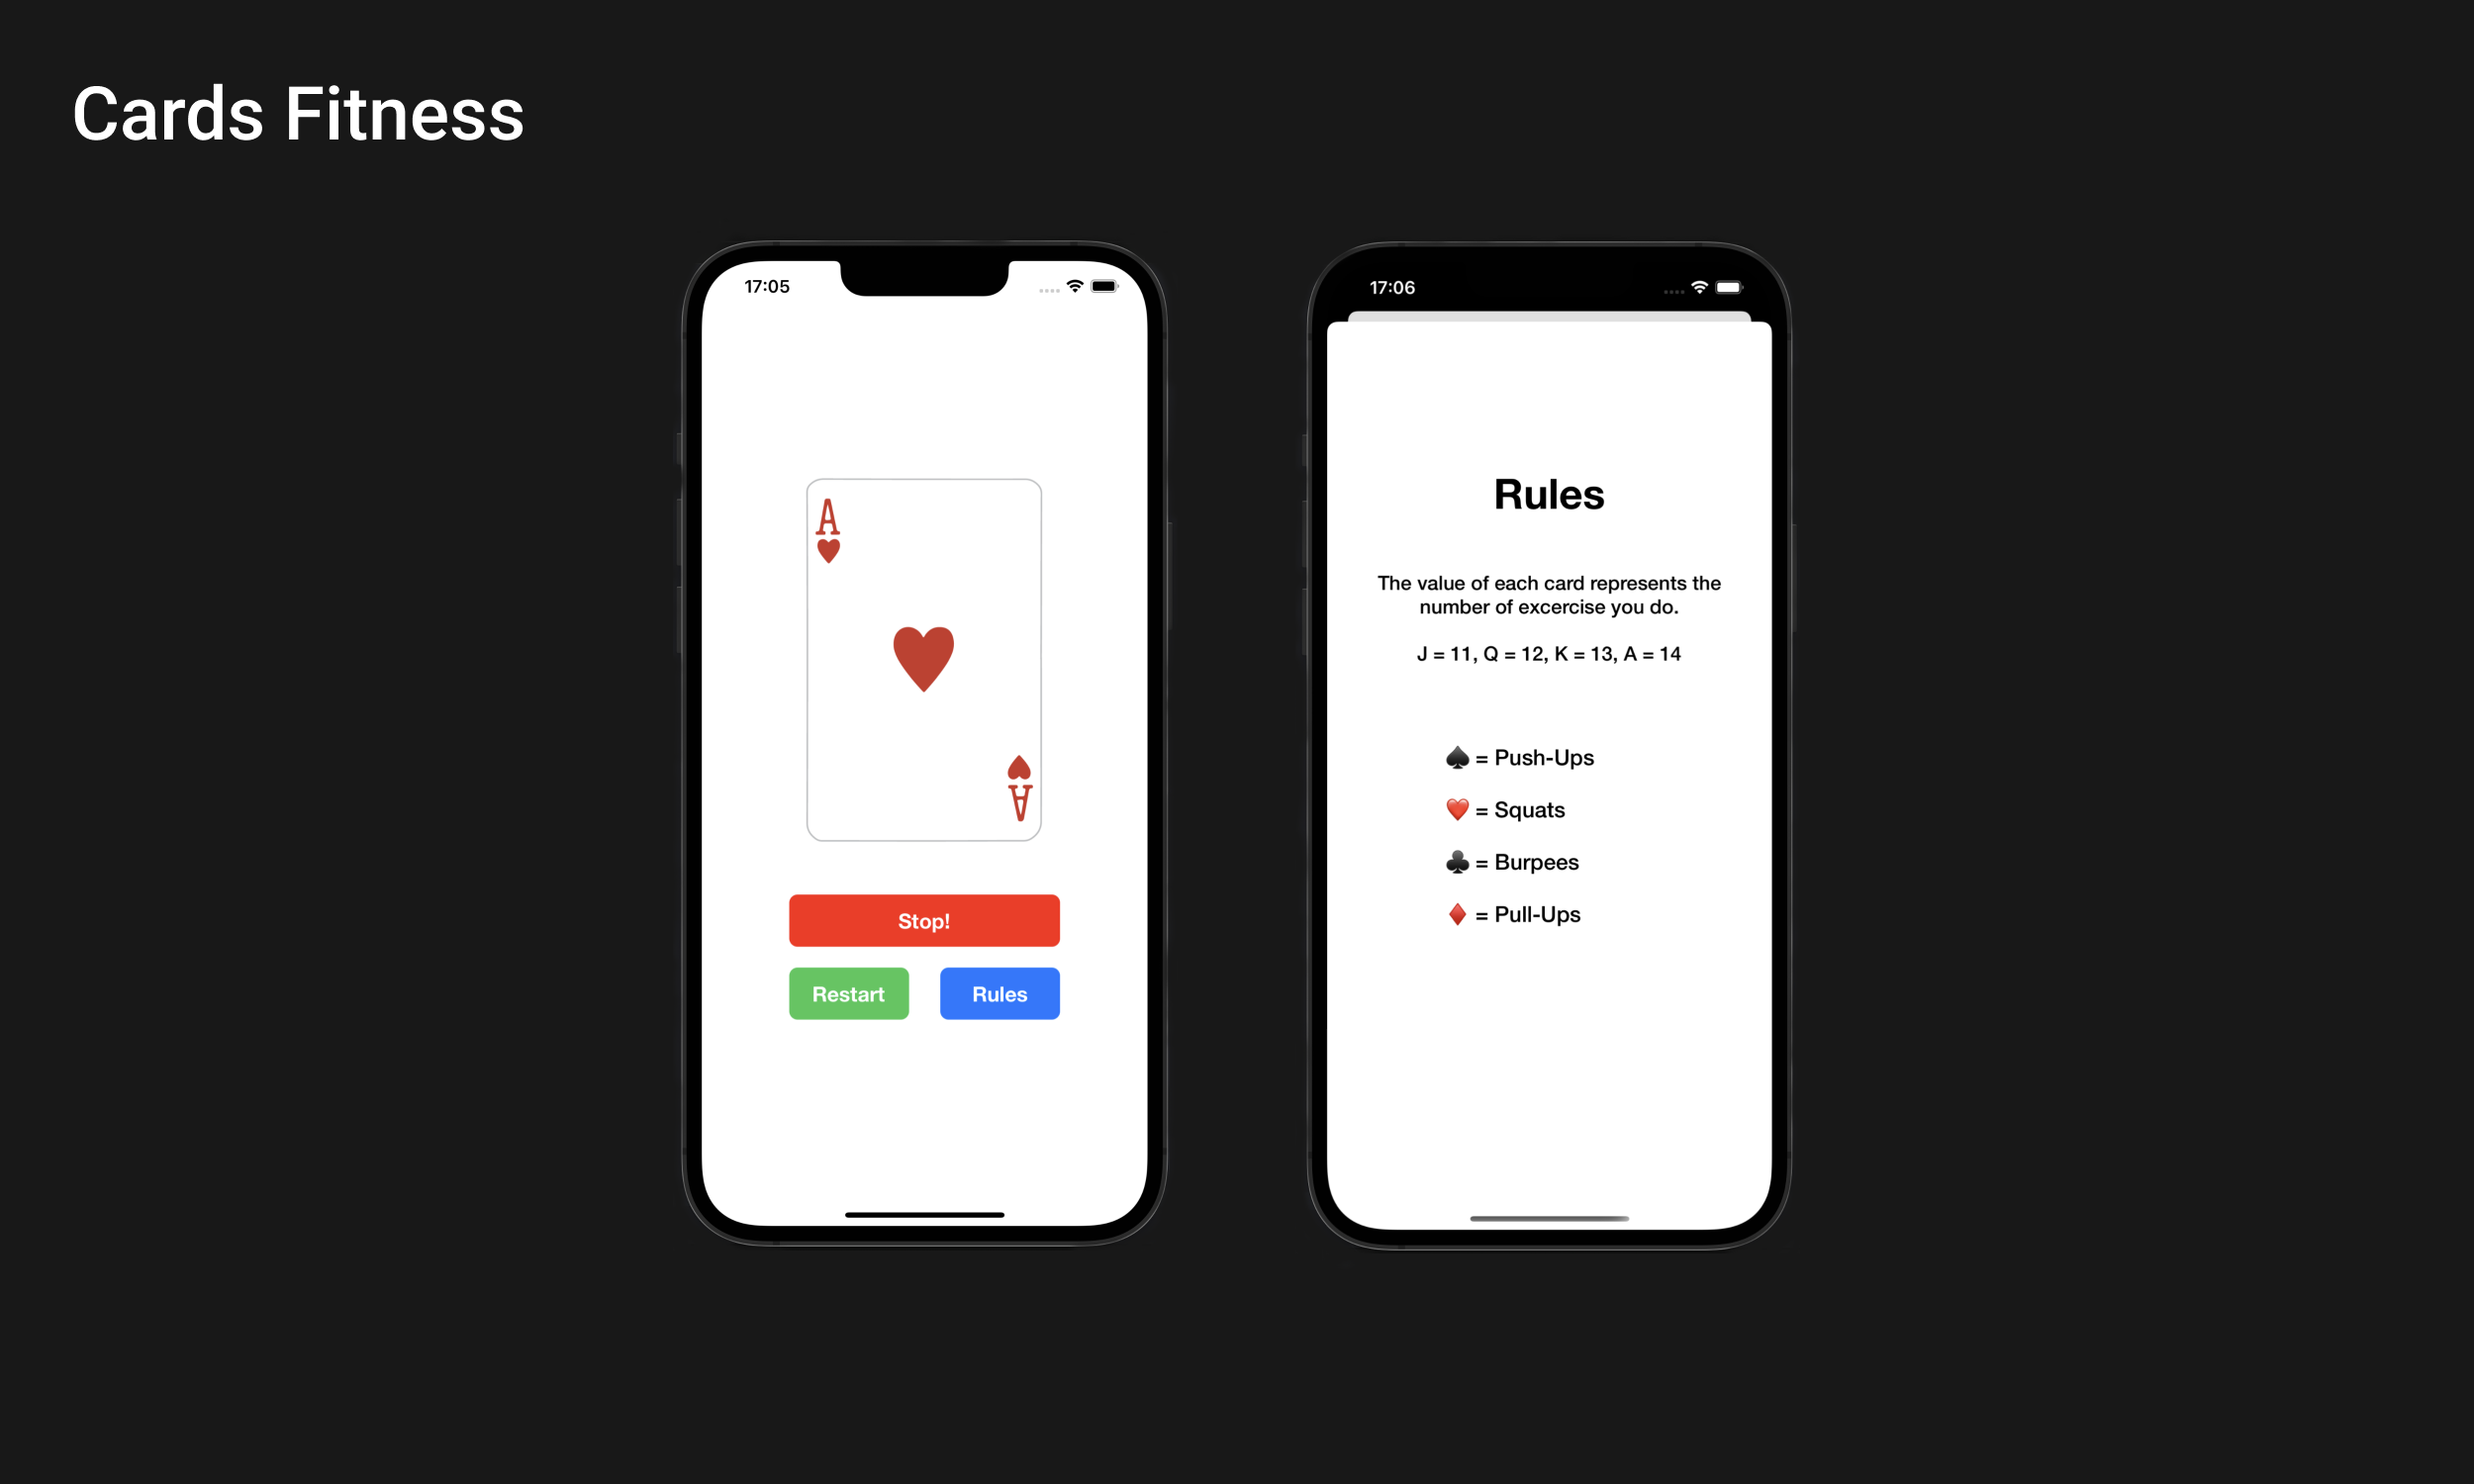 Cards Fitness
17:05
A
A
Stop!
Restart
Rules
17:06
Rules
The value of each card represents the
number of excercise you do.
J = 11, Q = 12, K = 13, A = 14
♠️ = Push-Ups
❤️ = Squats
♣️ = Burpees
♦️ = Pull-Ups